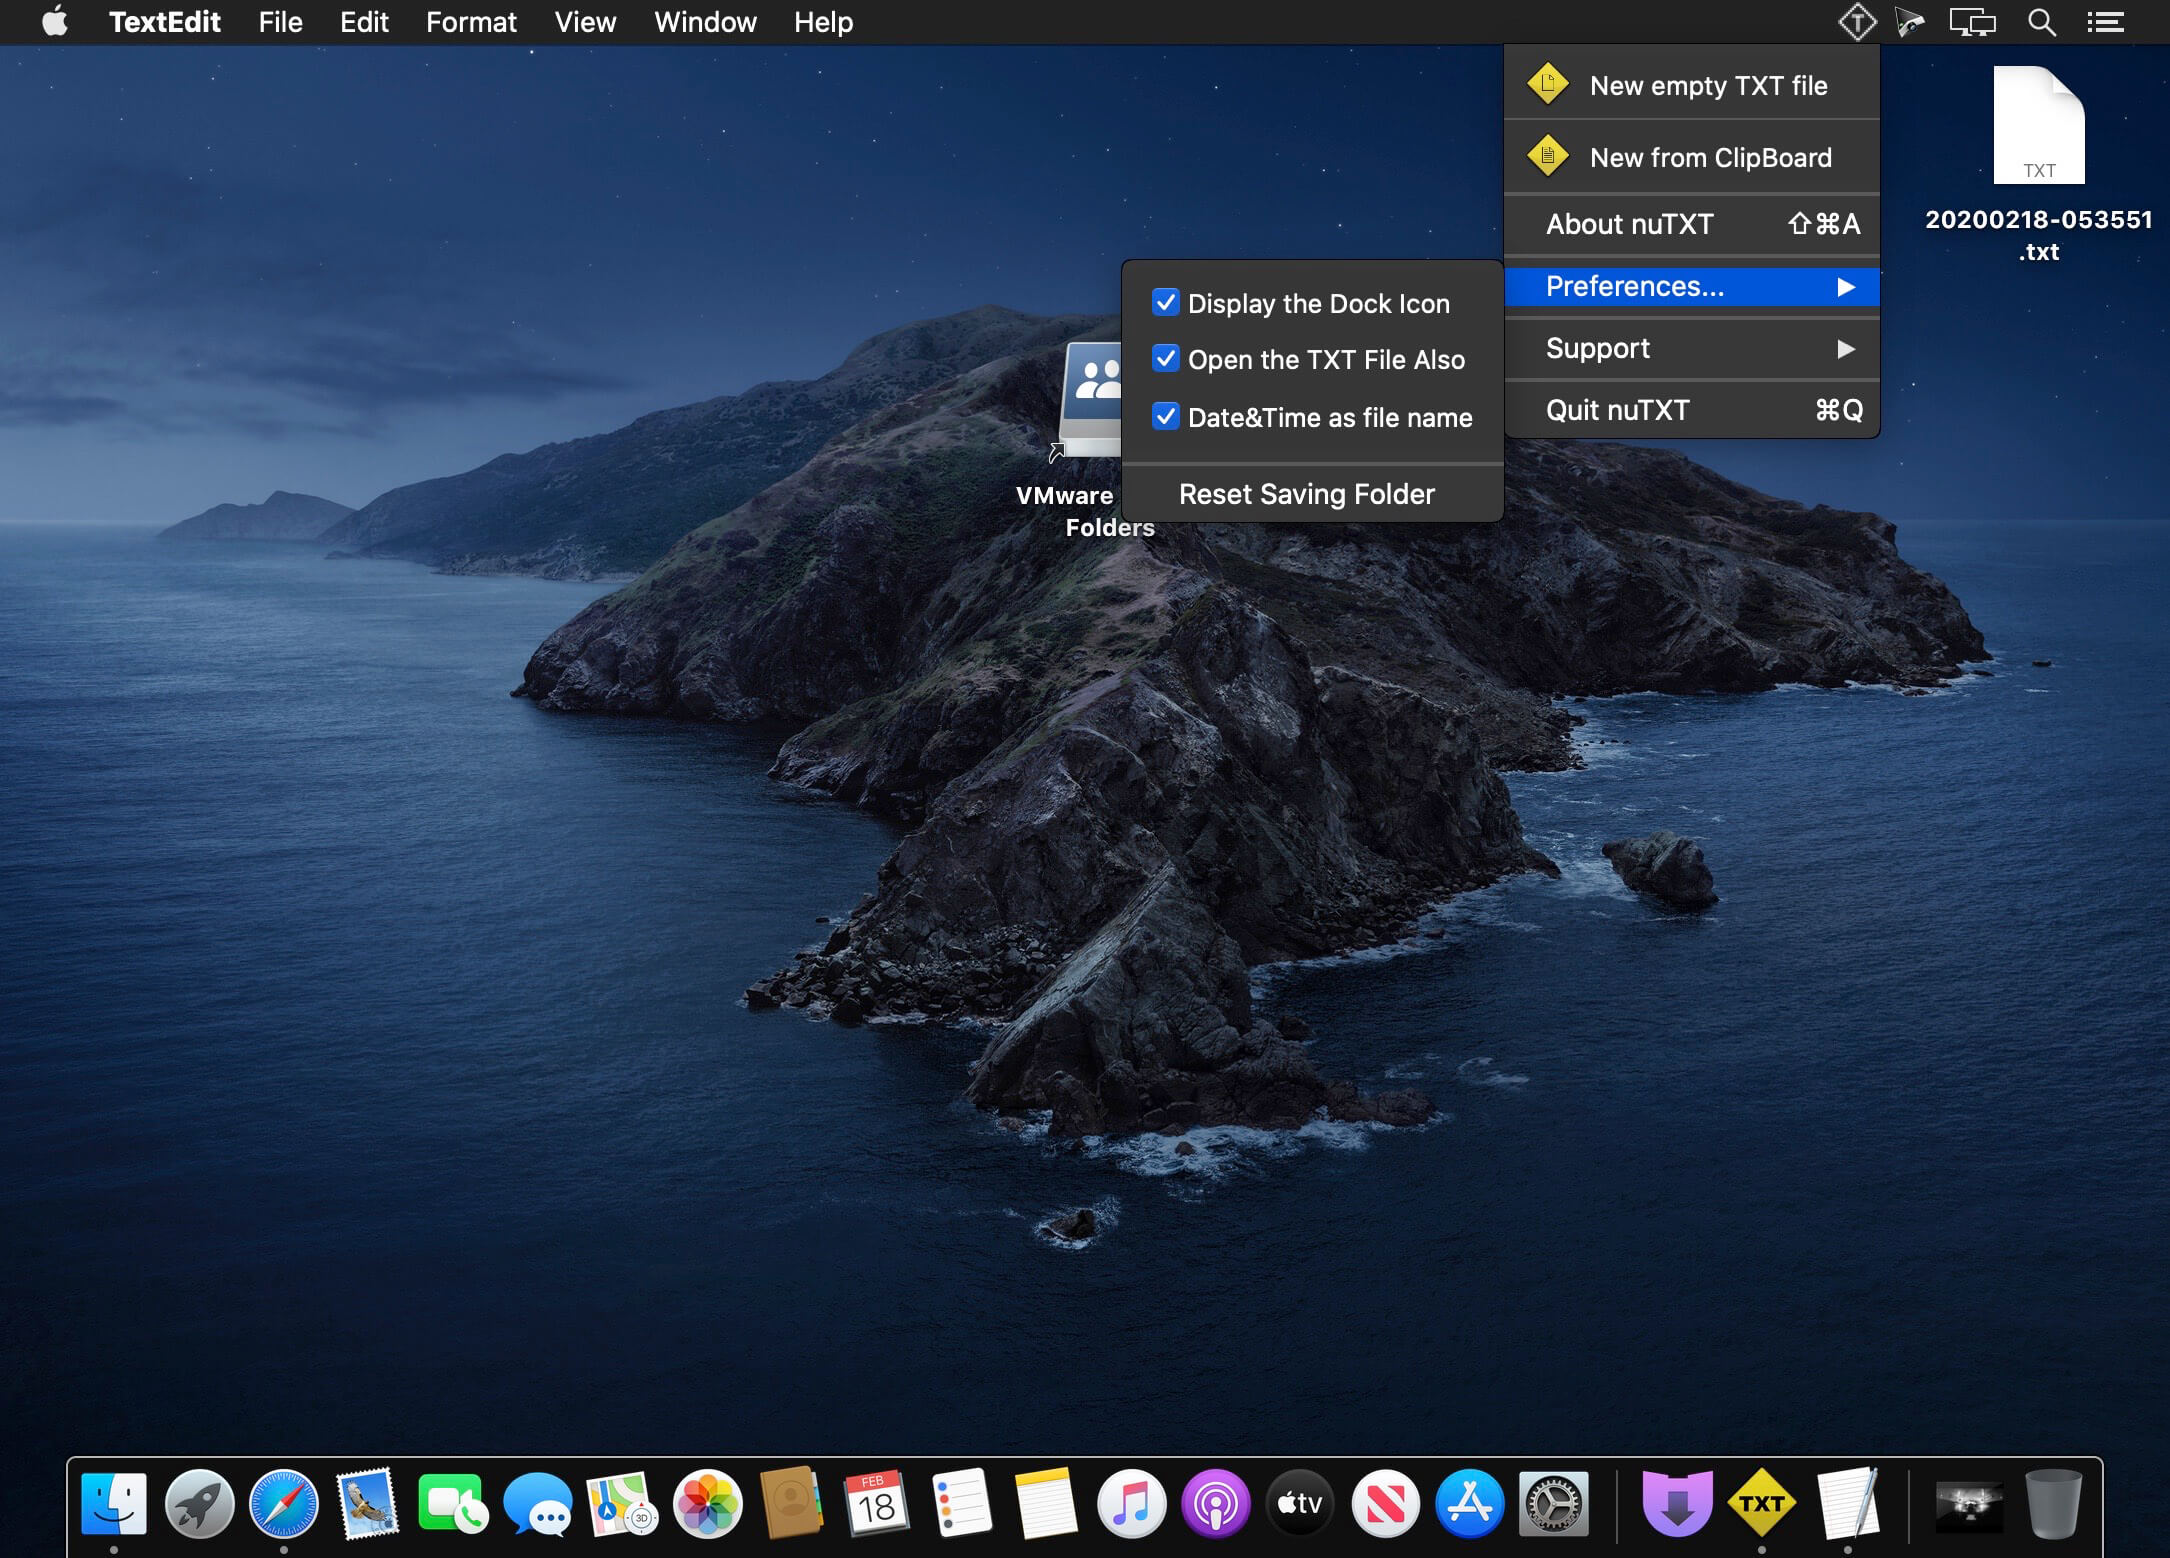 TextEdit File Edit Format View Window Help
New empty TXT file
New from ClipBoard
About nuTXT ⇧⌘A
Preferences... ▶
Support ▶
Quit nuTXT ⌘Q
Display the Dock Icon
Open the TXT File Also
Date&Time as file name
Reset Saving Folder
TXT
20200218-053551
.txt
VMware
Folders
FEB
18
3D
tv
TXT